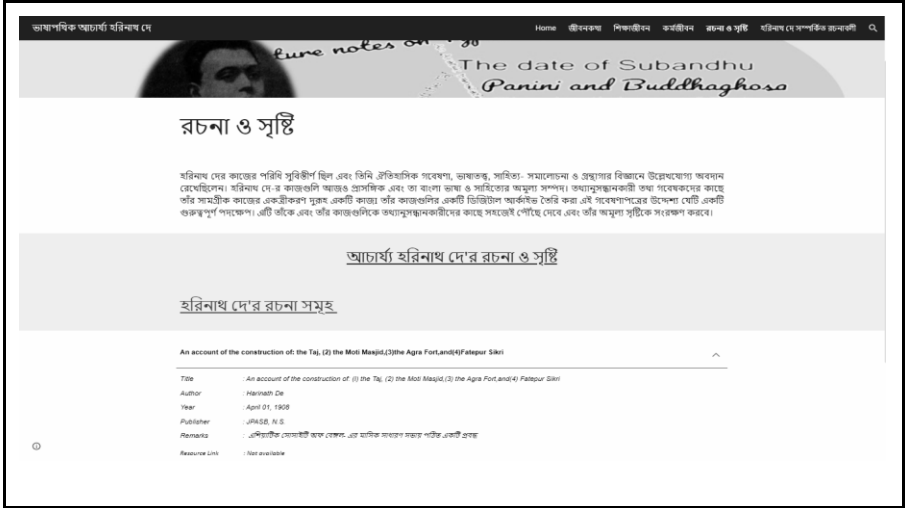 ভাষাপথিক আচার্য্য হরিনাথ দে
Home জীবনকথা শিক্ষাজীবন কর্মজীবন রচনা ও সৃষ্টি হরিনাথ দে সম্পর্কিত রচনাবলী
ture notes on
The date of Subandhu
Panini and Buddhaghosa
রচনা ও সৃষ্টি
হরিনাথ দের কাজের পরিধি সুবিস্তীর্ণ ছিল এবং তিনি ঐতিহাসিক গবেষণা, ভাষাতত্ত্ব, সাহিত্য- সমালোচনা ও গ্রন্থাগার বিজ্ঞানে উল্লেখযোগ্য অবদান
রেখেছিলেন। হরিনাথ দে-র কাজগুলি আজও প্রাসঙ্গিক এবং তা বাংলা ভাষা ও সাহিত্যের অমূল্য সম্পদ। তথ্যানুসন্ধানকারী তথা গবেষকদের কাছে
তাঁর সামগ্রীক কাজের একত্রীকরণ দুরূহ একটি কাজ। তাঁর কাজগুলির একটি ডিজিটাল আর্কাইভ তৈরি করা এই গবেষণাপত্রের উদ্দেশ্য যেটি একটি
গুরুত্বপূর্ণ পদক্ষেপ। এটি তাঁকে এবং তাঁর কাজগুলিকে তথ্যানুসন্ধানকারীদের কাছে সহজেই পৌঁছে দেবে এবং তাঁর অমূল্য সৃষ্টিকে সংরক্ষণ করবে।
আচার্য্য হরিনাথ দে'র রচনা ও সৃষ্টি
হরিনাথ দে'র রচনা সমূহ
An account of the construction of: the Taj, (2) the Moti Masjid,(3)the Agra Fort,and(4)Fatepur Sikri
Title : An account of the construction of: (i) the Taj, (2) the Moti Masjid,(3) the Agra Fort,and(4) Fatepur Sikri
Author : Harinath De
Year : April 01, 1908
Publisher : JPASB, N.S.
Remarks : এশিয়াটিক সোসাইটি অফ বেঙ্গল- এর মাসিক সাধারণ সভায় পঠিত একটি প্রবন্ধ
Resource Link : Not available